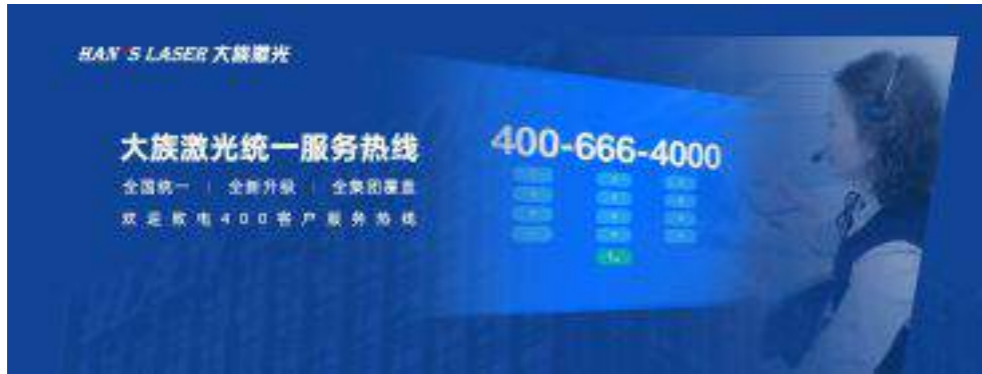 HAN'S LASER 大族激光
大族激光统一服务热线
400-666-4000
全国统一 | 全新升级 | 全集团覆盖
欢迎致电400客户服务热线